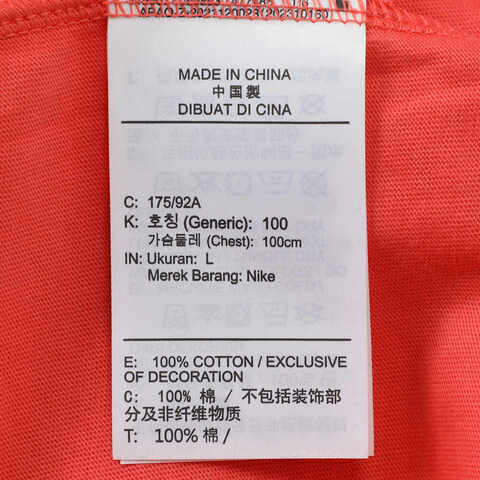 MADE IN CHINA
中国製
DIBUAT DI CINA
C: 175/92A
K: 호칭 (Generic): 100
가슴둘레 (Chest): 100cm
IN: Ukuran: L
Merek Barang: Nike
E: 100% COTTON / EXCLUSIVE
OF DECORATION
C: 100% 棉 / 不包括装饰部
分及非纤维物质
T: 100% 棉 /